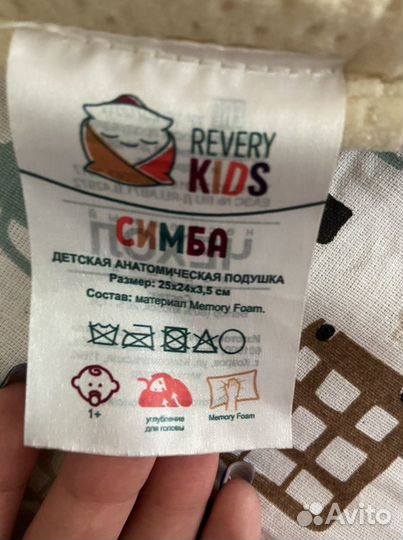 REVERY
KIDS
СИМБА
ДЕТСКАЯ АНАТОМИЧЕСКАЯ ПОДУШКА
Размер: 25x24x3,5 см
Состав: материал Memory Foam.
1+
углубление
для головы
Memory Foam
Avito